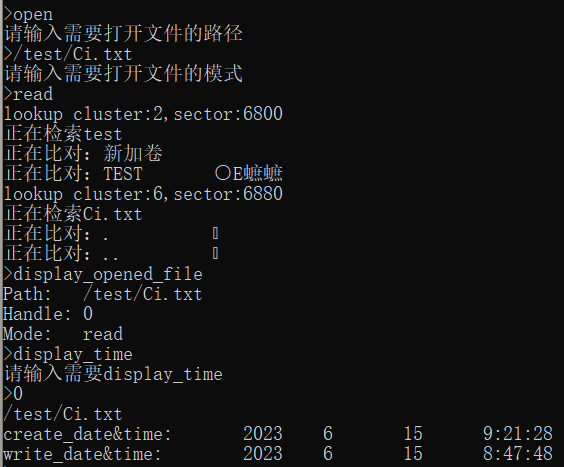 >open
请输入需要打开文件的路径
>/test/Ci.txt
请输入需要打开文件的模式
>read
lookup cluster:2,sector:6800
正在检索test
正在比对：新加卷
正在比对：TEST 〇E蟅蟅
lookup cluster:6,sector:6880
正在检索Ci.txt
正在比对：.
正在比对：..
>display_opened_file
Path: /test/Ci.txt
Handle: 0
Mode: read
>display_time
请输入需要display_time
>0
/test/Ci.txt
create_date&time: 2023 6 15 9:21:28
write_date&time: 2023 6 15 8:47:48